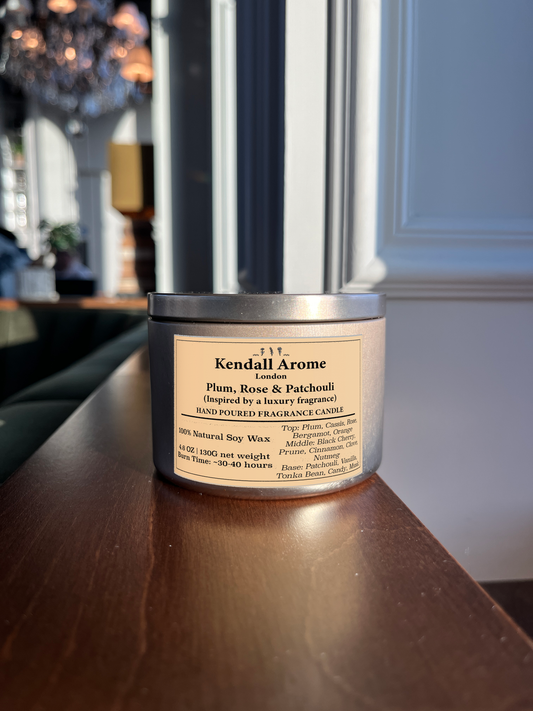 Kendall Arome
London
Plum, Rose & Patchouli
(Inspired by a luxury fragrance)
HAND POURED FRAGRANCE CANDLE
100% Natural Soy Wax
4.8 OZ | 130G net weight
Burn Time: ~30-40 hours
Top: Plum, Cassis, Rose,
Bergamot, Orange
Middle: Black Cherry,
Prune, Cinnamon, Clove,
Nutmeg
Base: Patchouli, Vanilla,
Tonka Bean, Candy, Musk